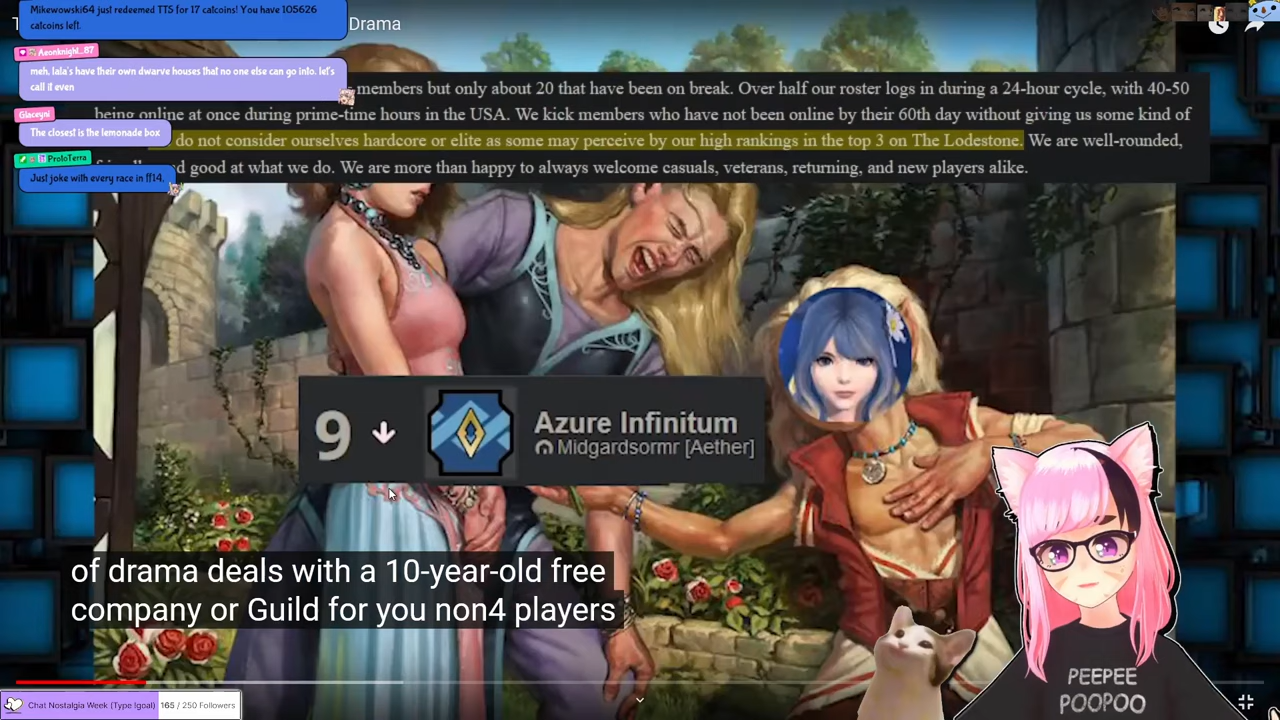 Mikewowski64 just redeemed TTS for 17 catcoins! You have 105626
catcoins left.
Drama
Aeonknight_87
meh, lala's have their own dwarve houses that no one else can go into. let's
call it even
Glaceyni
The closest is the lemonade box
ProtoTerra
Just joke with every race in ff14.
members but only about 20 that have been on break. Over half our roster logs in during a 24-hour cycle, with 40-50
being online at once during prime-time hours in the USA. We kick members who have not been online by their 60th day without giving us some kind of
do not consider ourselves hardcore or elite as some may perceive by our high rankings in the top 3 on The Lodestone. We are well-rounded,
good at what we do. We are more than happy to always welcome casuals, veterans, returning, and new players alike.
9
Azure Infinitum
Midgardsormr [Aether]
of drama deals with a 10-year-old free
company or Guild for you non4 players
PEEPEE
POOPOO
Chat Nostalgia Week (Type !goal) 165 / 250 Followers